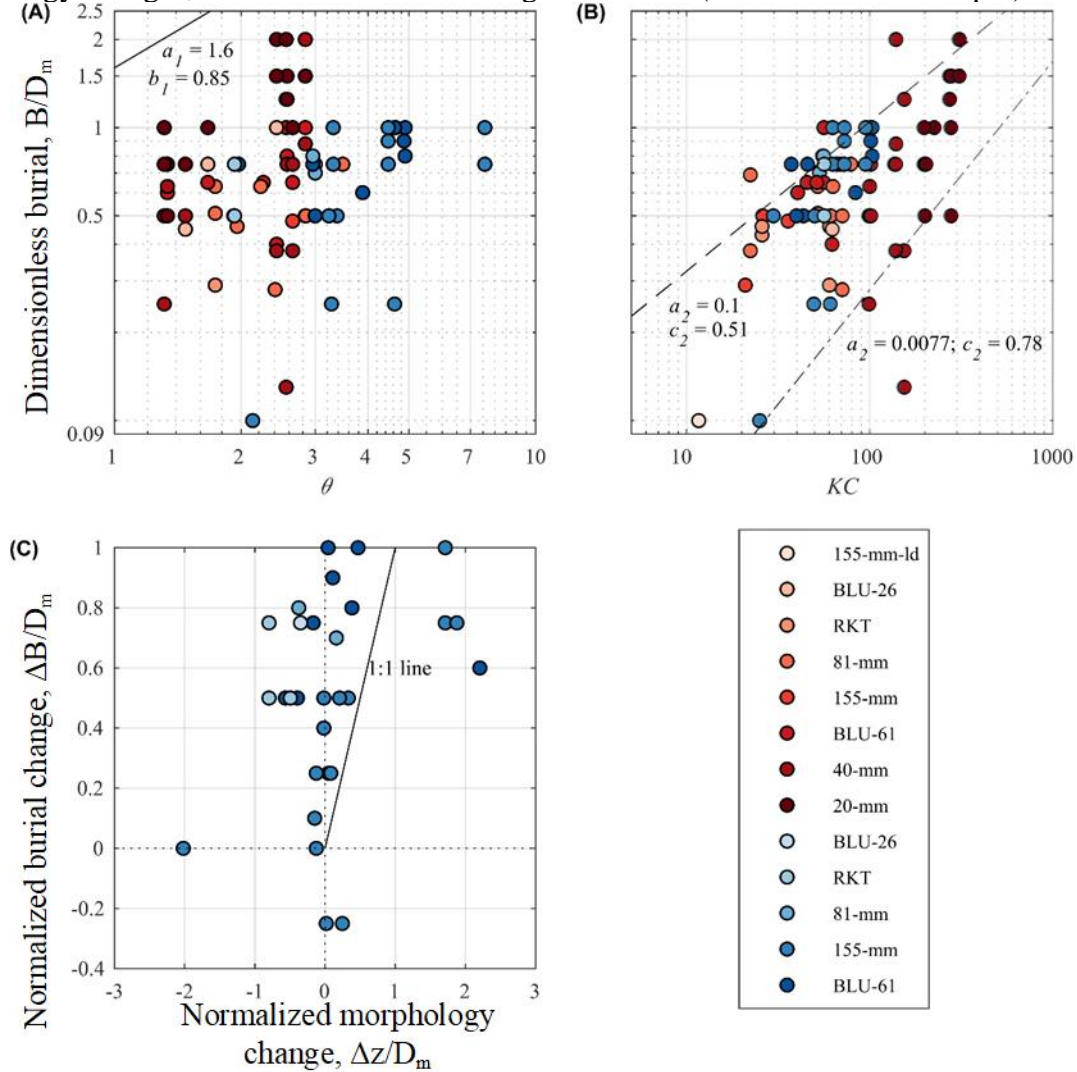 (A)
2.5
2
1.5
1
0.5
0.09
Dimensionless burial, B/Dm
a1 = 1.6
b1 = 0.85
1 2 3 4 5 7 10
θ
(B)
a2 = 0.1
c2 = 0.51
a2 = 0.0077; c2 = 0.78
10 100 1000
KC
(C)
1
0.8
0.6
0.4
0.2
0
-0.2
-0.4
Normalized burial change, ΔB/Dm
1:1 line
-3 -2 -1 0 1 2 3
Normalized morphology
change, Δz/Dm
155-mm-ld
BLU-26
RKT
81-mm
155-mm
BLU-61
40-mm
20-mm
BLU-26
RKT
81-mm
155-mm
BLU-61